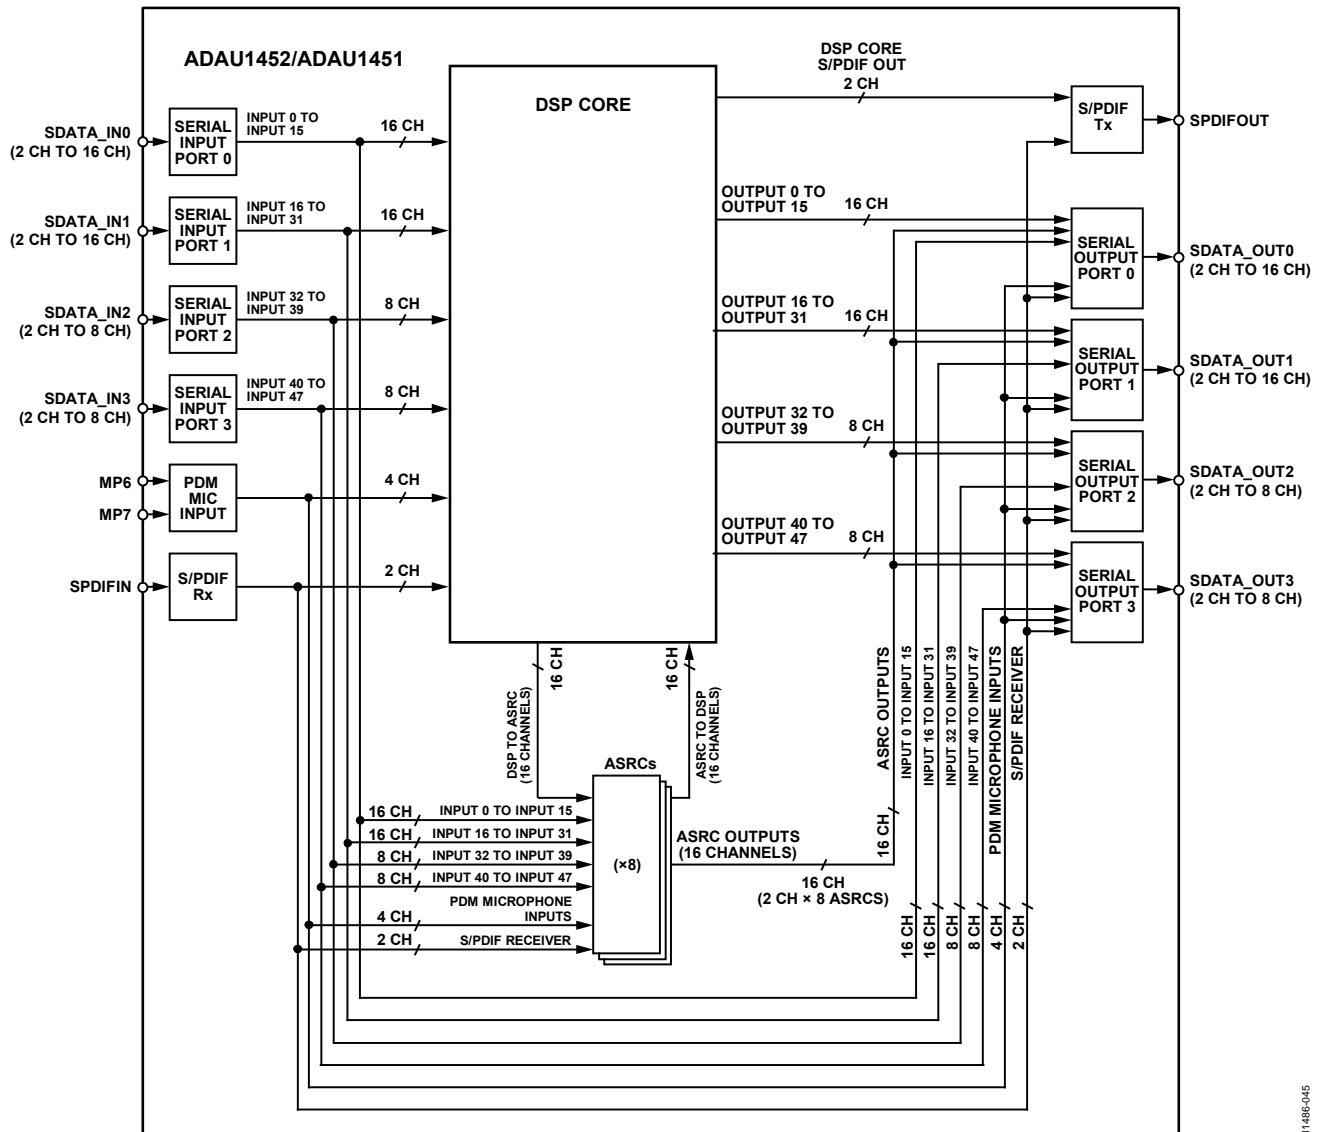 ADAU1452/ADAU1451
DSP CORE
DSP CORE
S/PDIF OUT
2 CH
S/PDIF
Tx
SPDIFOUT
SDATA_IN0
(2 CH TO 16 CH)
SERIAL
INPUT
PORT 0
INPUT 0 TO
INPUT 15
16 CH
SDATA_IN1
(2 CH TO 16 CH)
SERIAL
INPUT
PORT 1
INPUT 16 TO
INPUT 31
16 CH
SDATA_IN2
(2 CH TO 8 CH)
SERIAL
INPUT
PORT 2
INPUT 32 TO
INPUT 39
8 CH
SDATA_IN3
(2 CH TO 8 CH)
SERIAL
INPUT
PORT 3
INPUT 40 TO
INPUT 47
8 CH
MP6
MP7
PDM
MIC
INPUT
4 CH
SPDIFIN
S/PDIF
Rx
2 CH
OUTPUT 0 TO
OUTPUT 15
16 CH
SERIAL
OUTPUT
PORT 0
SDATA_OUT0
(2 CH TO 16 CH)
OUTPUT 16 TO
OUTPUT 31
16 CH
SERIAL
OUTPUT
PORT 1
SDATA_OUT1
(2 CH TO 16 CH)
OUTPUT 32 TO
OUTPUT 39
8 CH
SERIAL
OUTPUT
PORT 2
SDATA_OUT2
(2 CH TO 8 CH)
OUTPUT 40 TO
OUTPUT 47
8 CH
SERIAL
OUTPUT
PORT 3
SDATA_OUT3
(2 CH TO 8 CH)
16 CH
DSP TO ASRC
(16 CHANNELS)
16 CH
ASRC TO DSP
(16 CHANNELS)
ASRCs
(×8)
16 CH
INPUT 0 TO INPUT 15
16 CH
INPUT 16 TO INPUT 31
8 CH
INPUT 32 TO INPUT 39
8 CH
INPUT 40 TO INPUT 47
PDM MICROPHONE
INPUTS
4 CH
2 CH
S/PDIF RECEIVER
ASRC OUTPUTS
(16 CHANNELS)
16 CH
(2 CH × 8 ASRCS)
ASRC OUTPUTS
INPUT 0 TO INPUT 15
INPUT 16 TO INPUT 31
INPUT 32 TO INPUT 39
INPUT 40 TO INPUT 47
PDM MICROPHONE INPUTS
S/PDIF RECEIVER
16 CH
16 CH
16 CH
8 CH
8 CH
4 CH
2 CH
11486-045